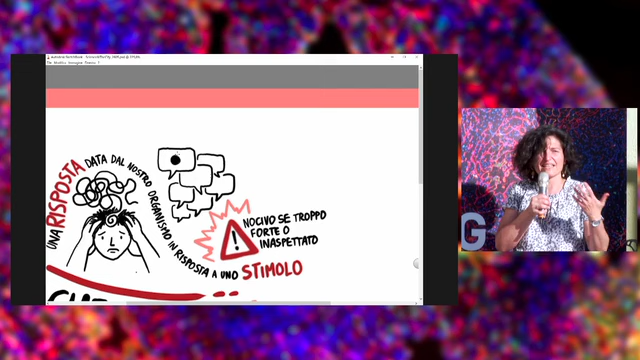 UNA RISPOSTA DATA DAL NOSTRO ORGANISMO IN RISPOSTA A UNO STIMOLO
NOCIVO SE TROPPO
FORTE O
INASPETTATO
!
G